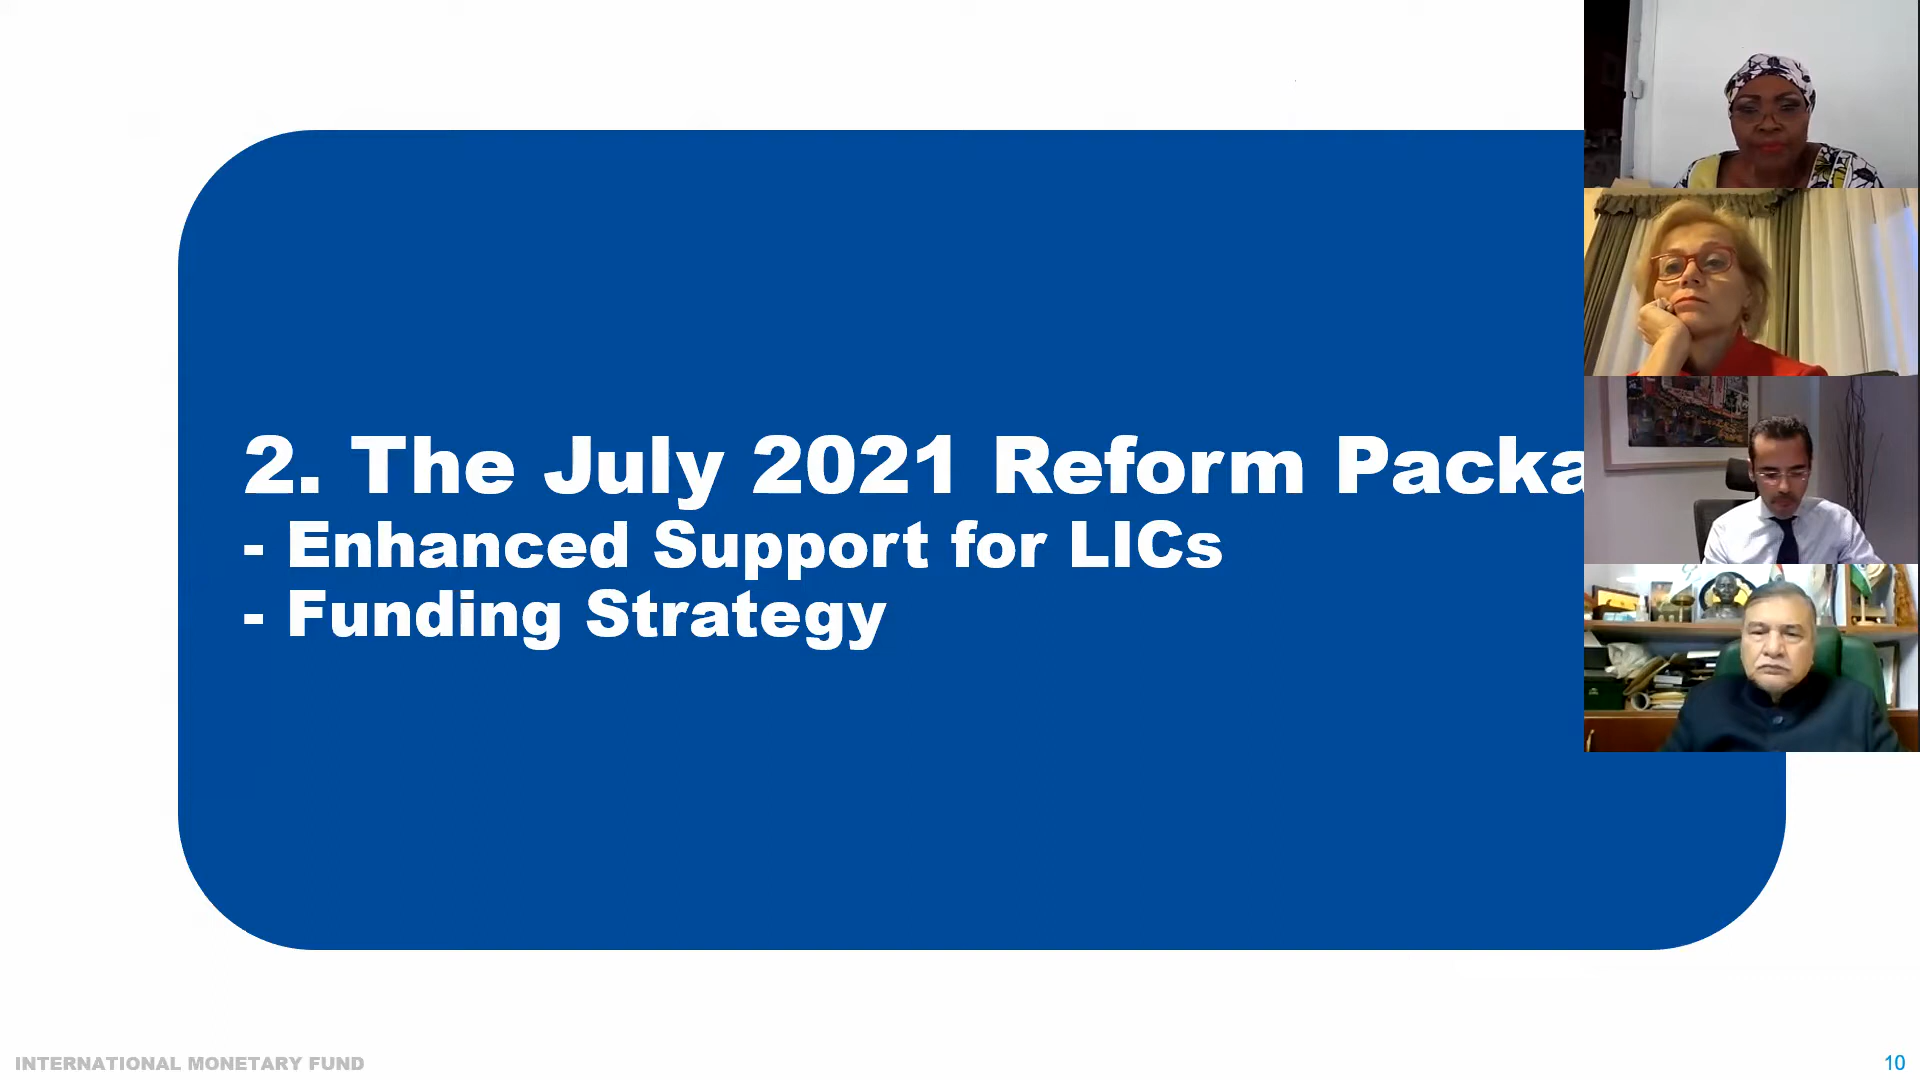 2. The July 2021 Reform Packa
- Enhanced Support for LICs
- Funding Strategy
INTERNATIONAL MONETARY FUND
10